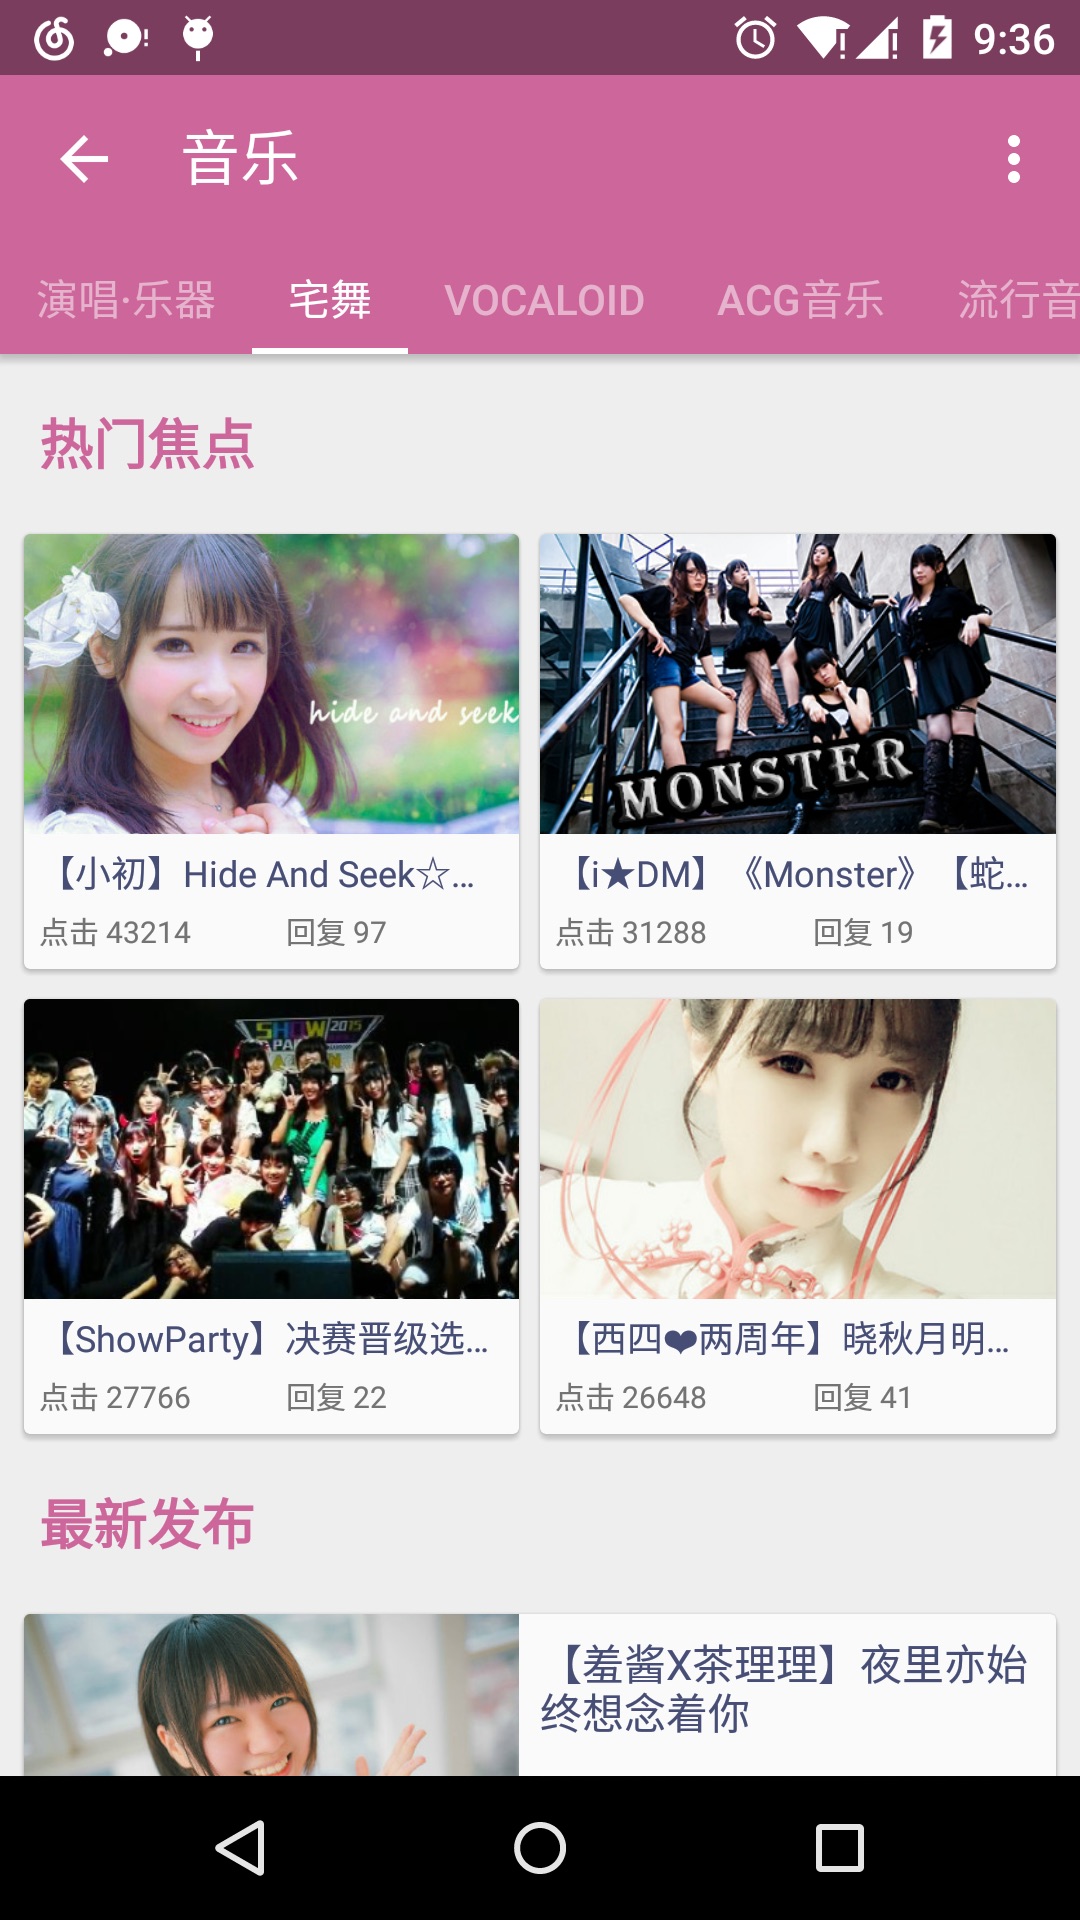 9:36
音乐
演唱·乐器 宅舞 VOCALOID ACG音乐 流行音
热门焦点
hide and seek
MONSTER
【小初】Hide And Seek☆…
点击 43214 回复 97
【i★DM】《Monster》【蛇…
点击 31288 回复 19
SHOW 2015
PA
【ShowParty】决赛晋级选…
点击 27766 回复 22
【西四❤两周年】晓秋月明…
点击 26648 回复 41
最新发布
【羞酱X茶理理】夜里亦始
终想念着你